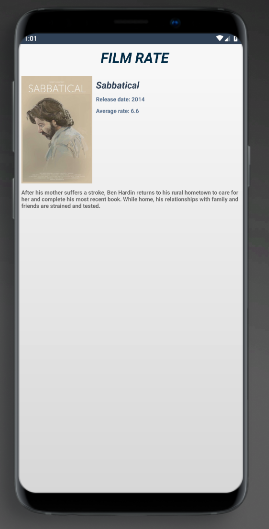 1:01
FILM RATE
SABBATICAL
Sabbatical
Release date: 2014
Average rate: 6.6
After his mother suffers a stroke, Ben Hardin returns to his rural hometown to care for
her and complete his most recent book. While home, his relationships with family and
friends are strained and tested.